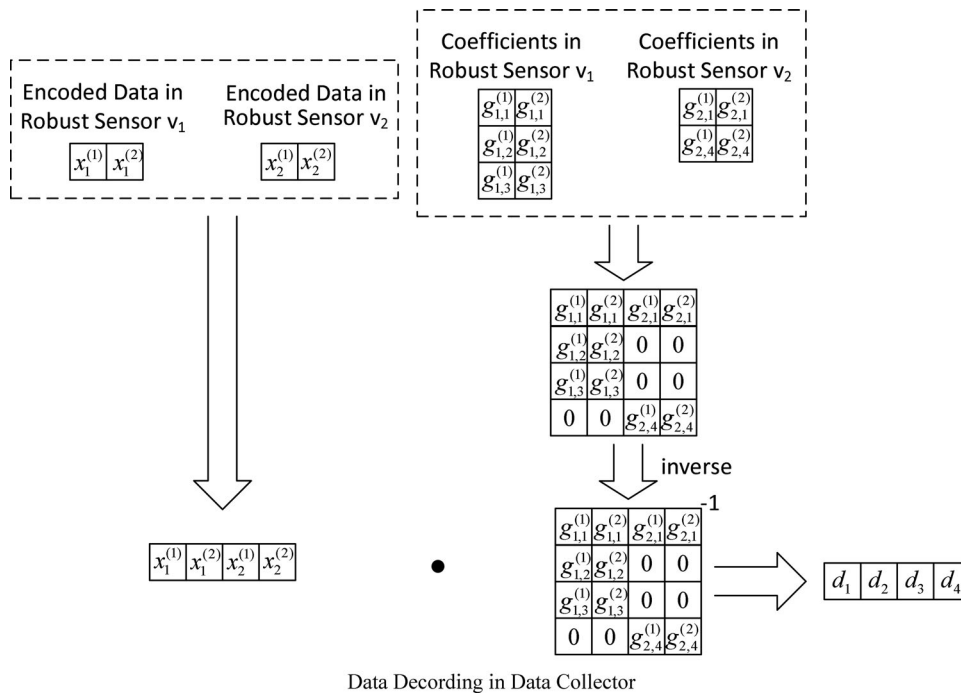 Encoded Data in
Robust Sensor v₁
Encoded Data in
Robust Sensor v₂
x₁⁽¹⁾ x₁⁽²⁾
x₂⁽¹⁾ x₂⁽²⁾
Coefficients in
Robust Sensor v₁
g₁,₁⁽¹⁾ g₁,₁⁽²⁾
g₁,₂⁽¹⁾ g₁,₂⁽²⁾
g₁,₃⁽¹⁾ g₁,₃⁽²⁾
Coefficients in
Robust Sensor v₂
g₂,₁⁽¹⁾ g₂,₁⁽²⁾
g₂,₄⁽¹⁾ g₂,₄⁽²⁾
g₁,₁⁽¹⁾ g₁,₁⁽²⁾ g₂,₁⁽¹⁾ g₂,₁⁽²⁾
g₁,₂⁽¹⁾ g₁,₂⁽²⁾ 0 0
g₁,₃⁽¹⁾ g₁,₃⁽²⁾ 0 0
0 0 g₂,₄⁽¹⁾ g₂,₄⁽²⁾
inverse
-1
x₁⁽¹⁾ x₁⁽²⁾ x₂⁽¹⁾ x₂⁽²⁾
•
g₁,₁⁽¹⁾ g₁,₁⁽²⁾ g₂,₁⁽¹⁾ g₂,₁⁽²⁾
g₁,₂⁽¹⁾ g₁,₂⁽²⁾ 0 0
g₁,₃⁽¹⁾ g₁,₃⁽²⁾ 0 0
0 0 g₂,₄⁽¹⁾ g₂,₄⁽²⁾
d₁ d₂ d₃ d₄
Data Decording in Data Collector